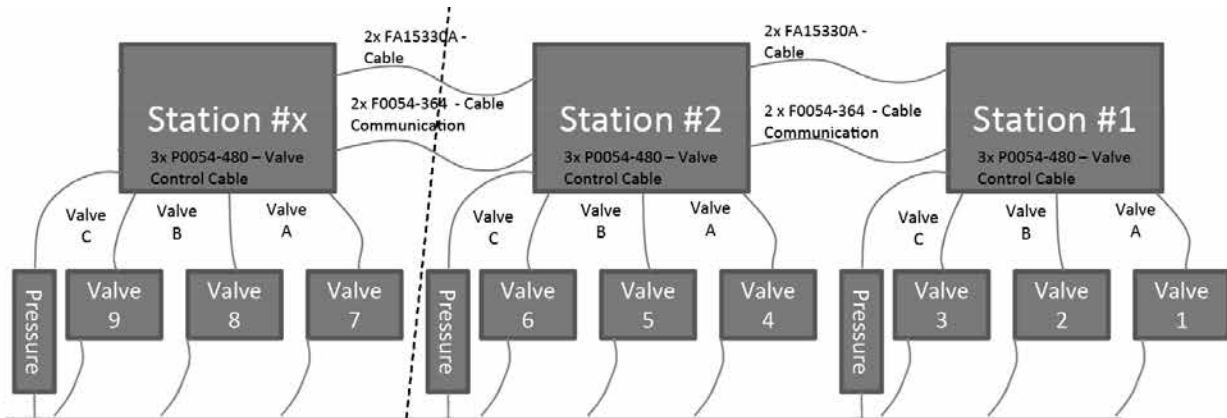 2x FA15330A -
Cable
2x F0054-364 - Cable
Communication
2x FA15330A -
Cable
2 x F0054-364 - Cable
Communication
Station #x
3x P0054-480 – Valve
Control Cable
Station #2
3x P0054-480 – Valve
Control Cable
Station #1
3x P0054-480 – Valve
Control Cable
Valve
C
Valve
B
Valve
A
Valve
C
Valve
B
Valve
A
Valve
C
Valve
B
Valve
A
Pressure
Valve
9
Valve
8
Valve
7
Pressure
Valve
6
Valve
5
Valve
4
Pressure
Valve
3
Valve
2
Valve
1